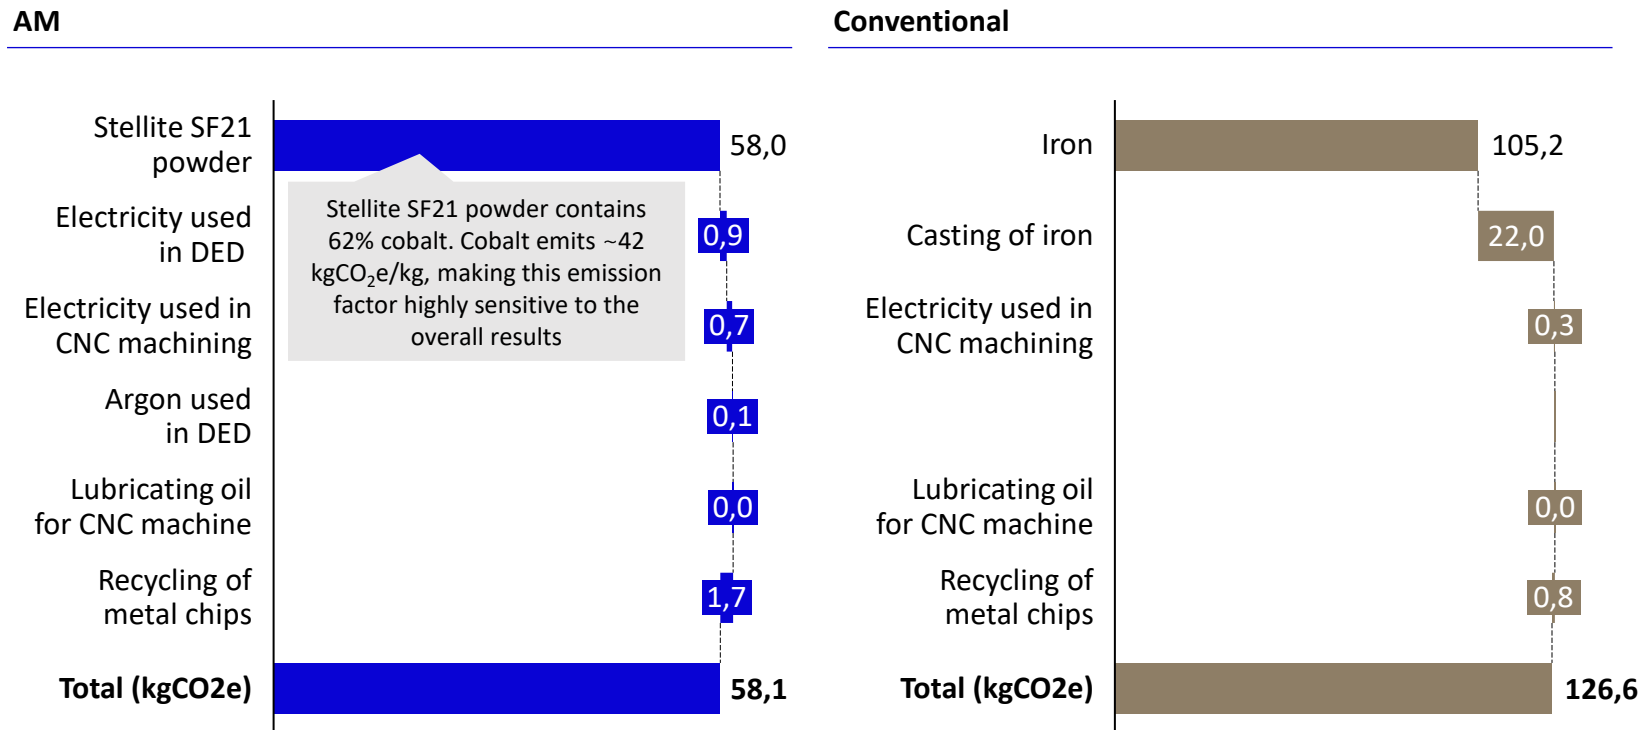 AM
Stellite SF21
powder
58,0
Stellite SF21 powder contains
62% cobalt. Cobalt emits ~42
kgCO₂e/kg, making this emission
factor highly sensitive to the
overall results
Electricity used
in DED
0,9
Electricity used in
CNC machining
0,7
Argon used
in DED
0,1
Lubricating oil
for CNC machine
0,0
Recycling of
metal chips
1,7
Total (kgCO2e)
58,1
Conventional
Iron
105,2
Casting of iron
22,0
Electricity used in
CNC machining
0,3
Lubricating oil
for CNC machine
0,0
Recycling of
metal chips
0,8
Total (kgCO2e)
126,6